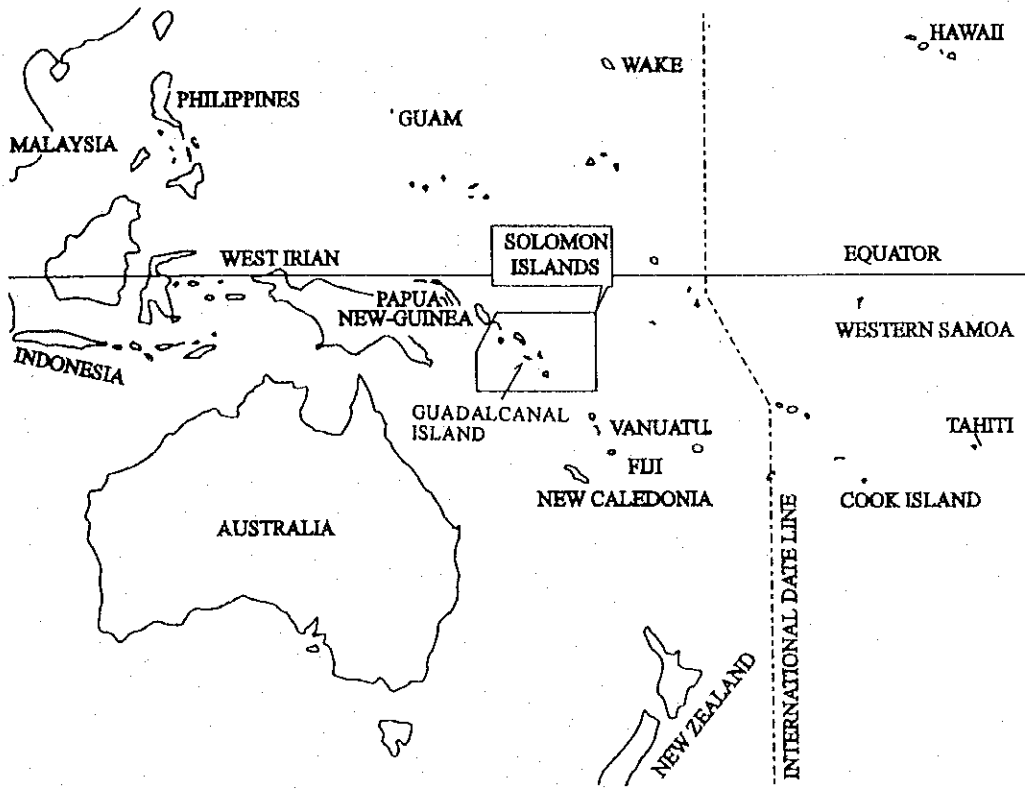 HAWAII
WAKE
PHILIPPINES
GUAM
MALAYSIA
SOLOMON
ISLANDS
WEST IRIAN
EQUATOR
PAPUA
NEW-GUINEA
WESTERN SAMOA
INDONESIA
GUADALCANAL
ISLAND
VANUATU
TAHITI
FIJI
NEW CALEDONIA
COOK ISLAND
AUSTRALIA
INTERNATIONAL DATE LINE
NEW ZEALAND